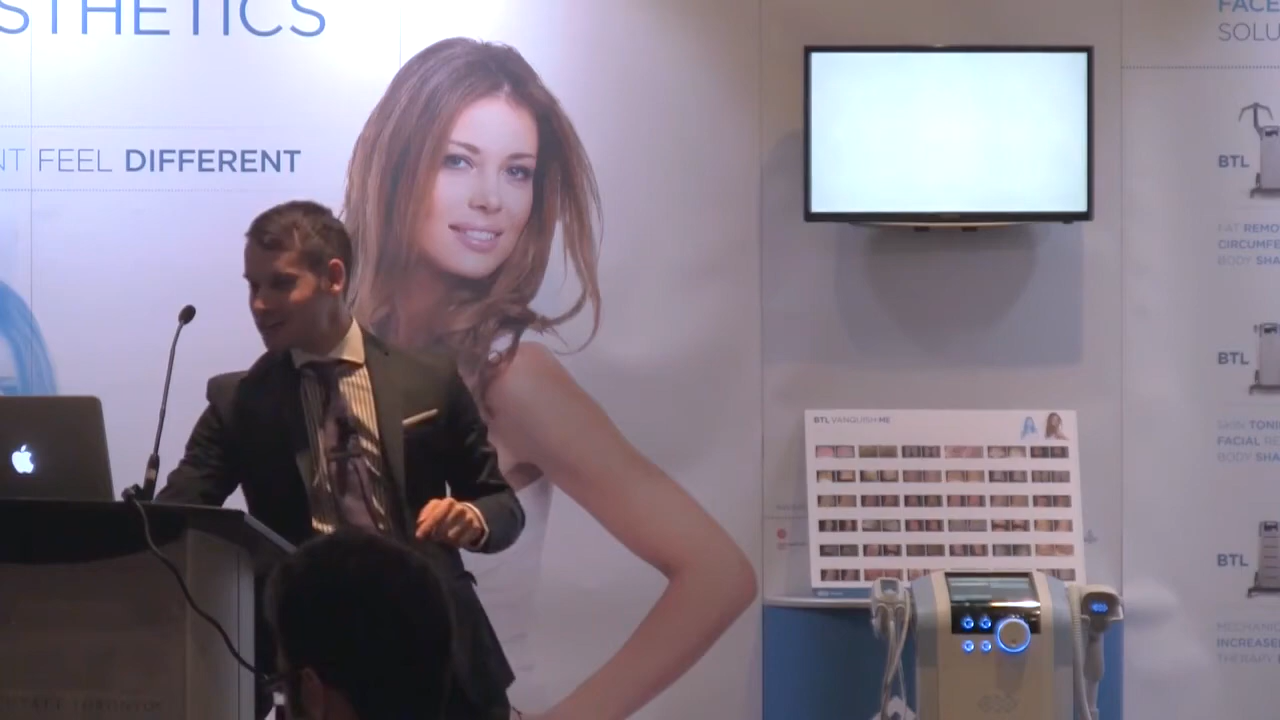 STHETICS
NT FEEL DIFFERENT
FACE
SOLU
BTL
FAT REMO
CIRCUMFE
BODY SHA
BTL
SKIN TONI
FACIAL RE
BODY SHA
BTL
MECHANIC
INCREASE
THERAPY
BTL VANQUISH ME